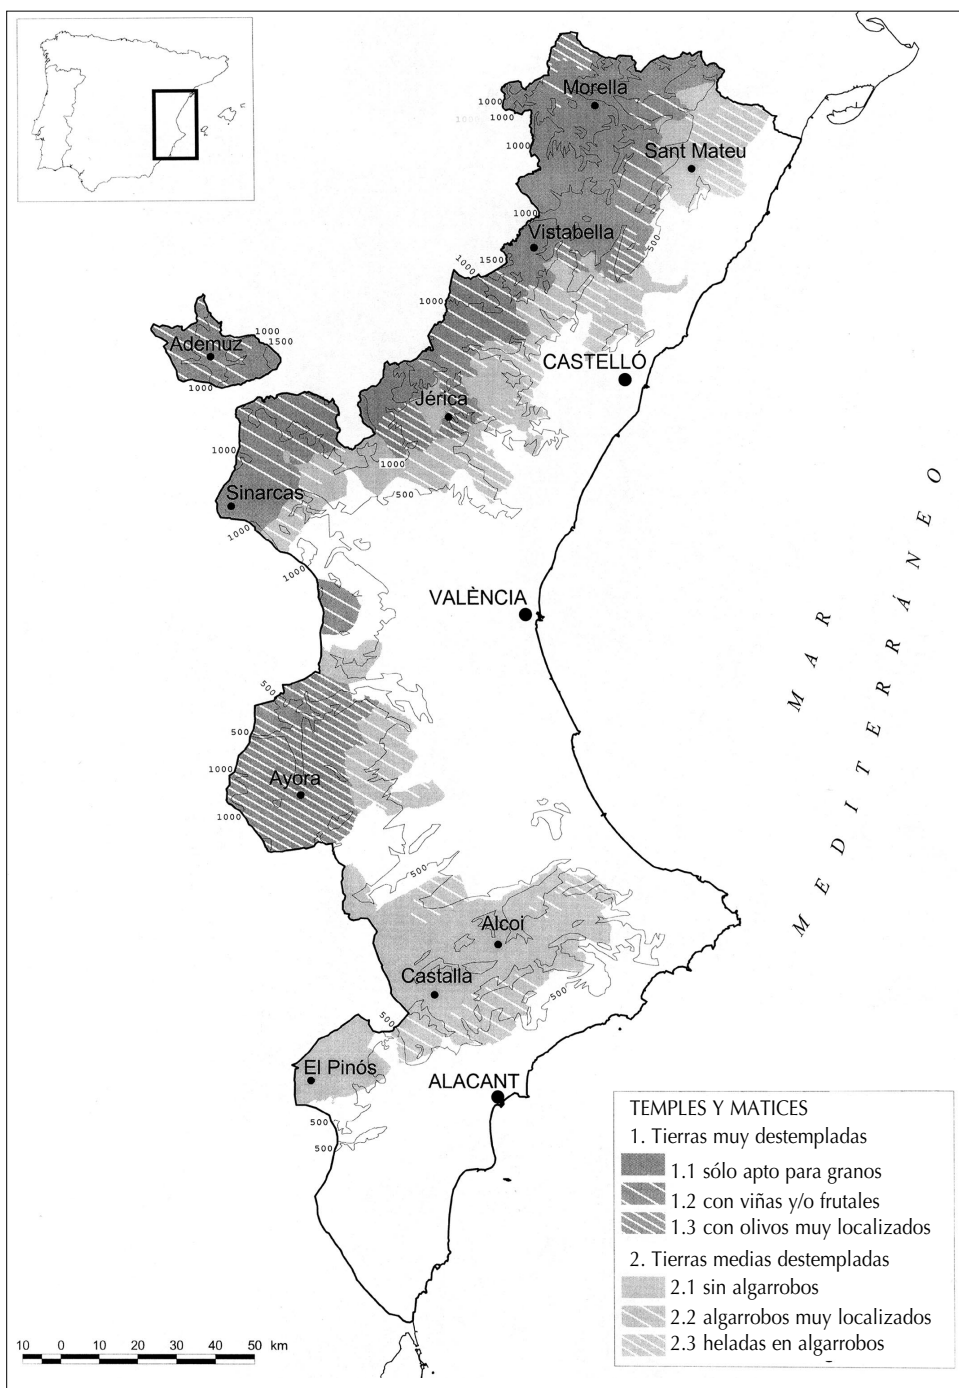 Morella
1000
1000
1000
Sant Mateu
1000
Vistabella
500
1000
1500
1000
1000
Ademuz
1500
1000
CASTELLÓ
Jérica
1000
1000
500
Sinarcas
1000
1000
VALÈNCIA
MAR MEDITERRÁNEO
500
500
1000
Ayora
1000
500
Alcoi
Castalla
500
500
El Pinós
ALACANT
500
500
TEMPLES Y MATICES
1. Tierras muy destempladas
1.1 sólo apto para granos
1.2 con viñas y/o frutales
1.3 con olivos muy localizados
2. Tierras medias destempladas
2.1 sin algarrobos
2.2 algarrobos muy localizados
2.3 heladas en algarrobos
10 0 10 20 30 40 50 km